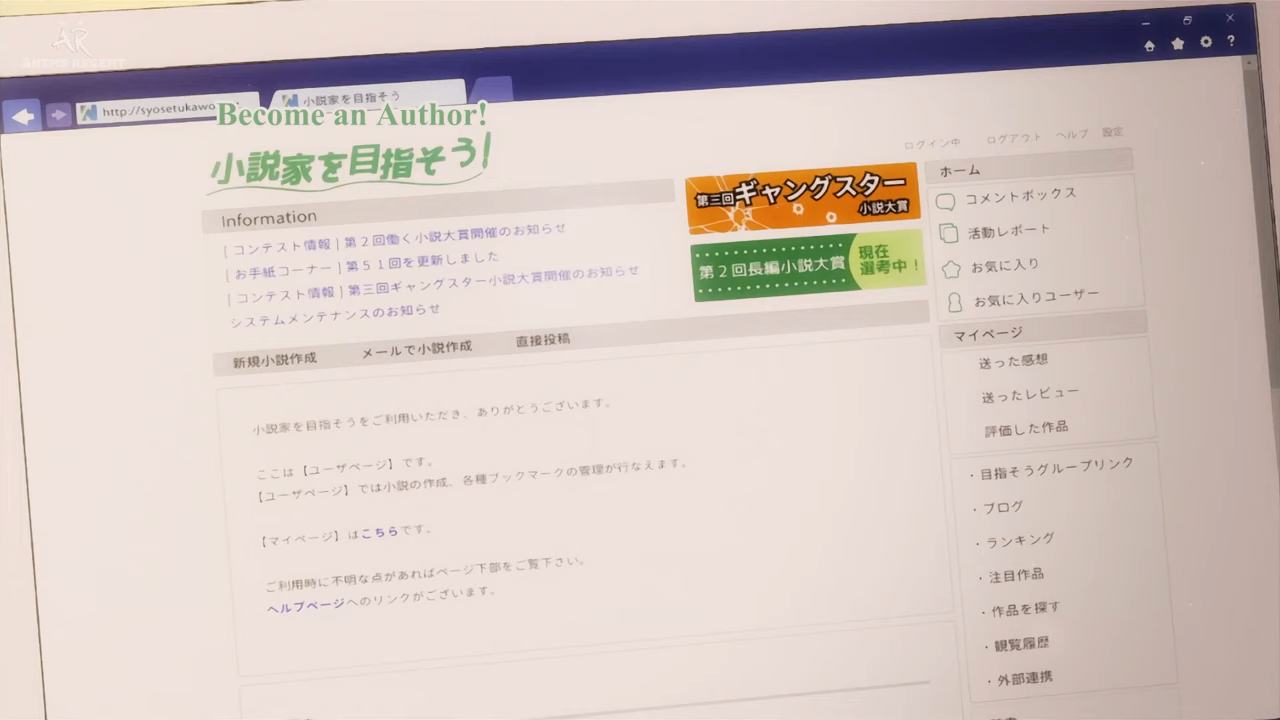 AR
ANIME REGENT
http://syosetukawo
小説家を目指そう
Become an Author!
小説家を目指そう!
ログイン中 ログアウト ヘルプ 設定
Information
[ コンテスト情報 ] 第２回働く小説大賞開催のお知らせ
[ お手紙コーナー ] 第５１回を更新しました
[ コンテスト情報 ] 第三回ギャングスター小説大賞開催のお知らせ
システムメンテナンスのお知らせ
第三回ギャングスター
小説大賞
第２回長編小説大賞
現在
選考中！
新規小説作成 メールで小説作成 直接投稿
小説家を目指そうをご利用いただき、ありがとうございます。
ここは【ユーザページ】です。
【ユーザページ】では小説の作成、各種ブックマークの管理が行なえます。
【マイページ】はこちらです。
ご利用時に不明な点があればページ下部をご覧下さい。
ヘルプページへのリンクがございます。
ホーム
コメントボックス
活動レポート
お気に入り
お気に入りユーザー
マイページ
送った感想
送ったレビュー
評価した作品
・目指そうグループリンク
・ブログ
・ランキング
・注目作品
・作品を探す
・観覧履歴
・外部連携